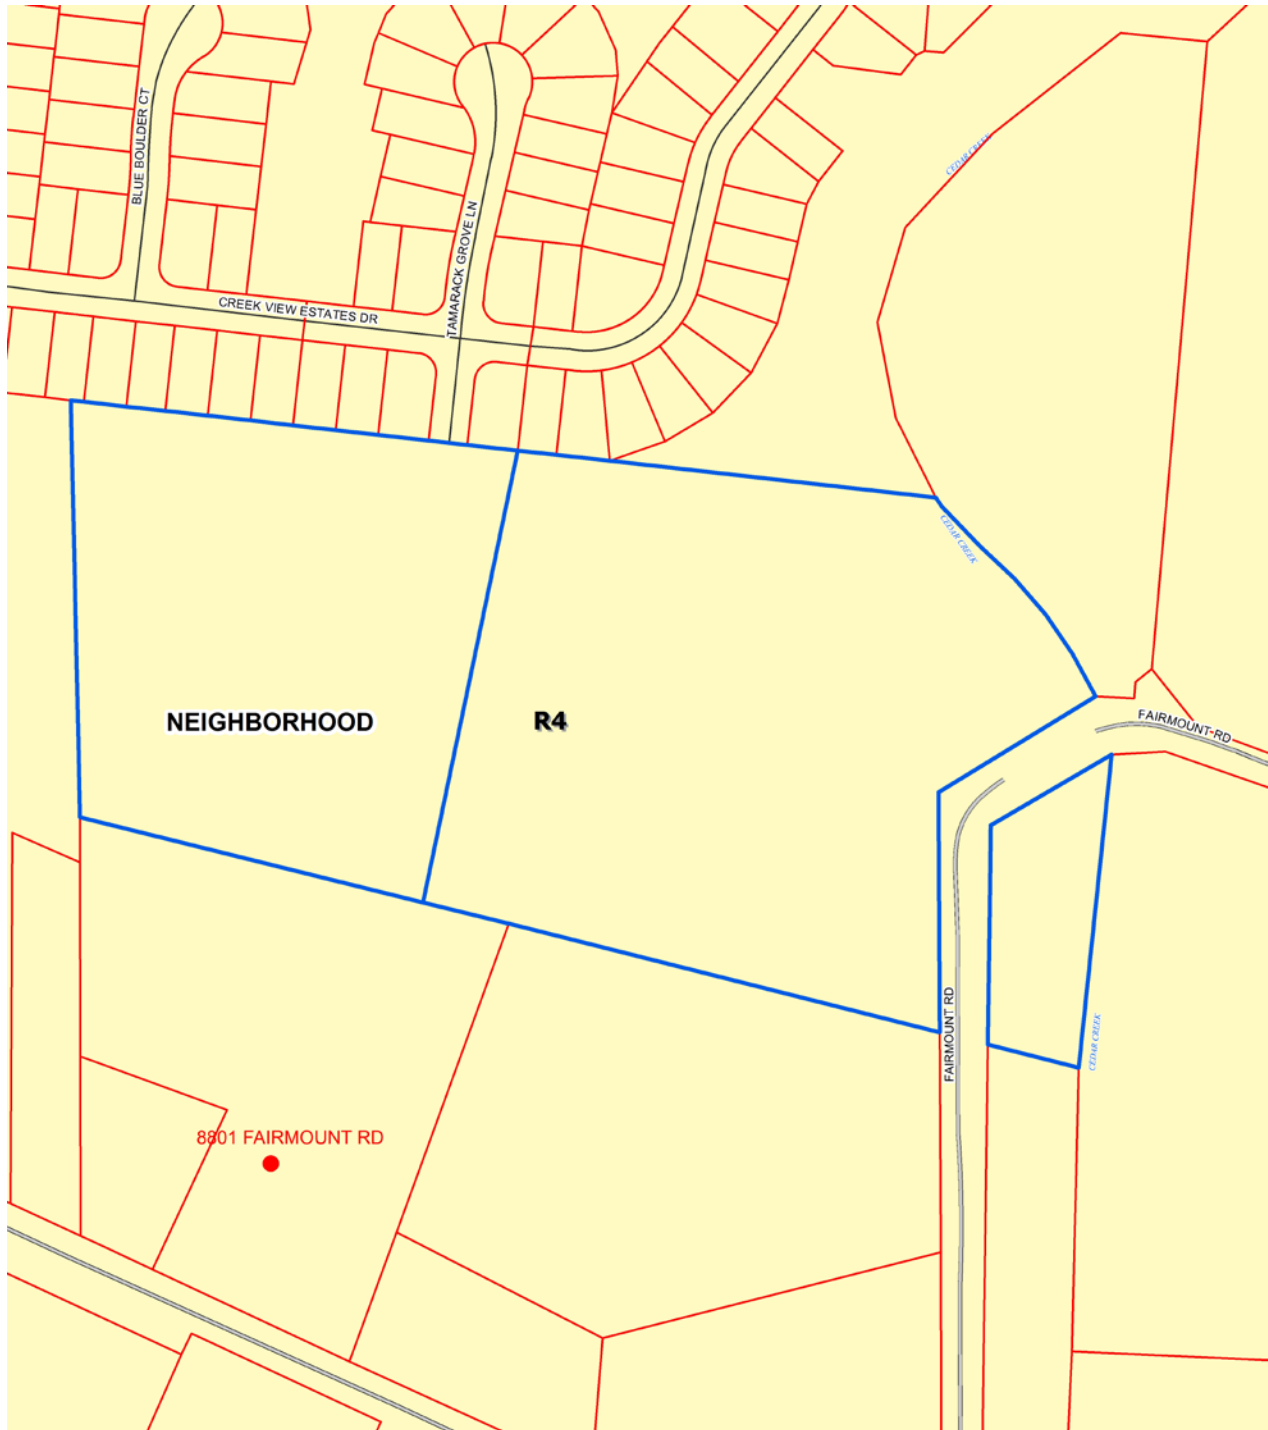 BLUE BOULDER CT
CEDAR CREEK
TAMARACK GROVE LN
CREEK VIEW ESTATES DR
CEDAR CREEK
NEIGHBORHOOD
R4
FAIRMOUNT RD
FAIRMOUNT RD
CEDAR CREEK
8801 FAIRMOUNT RD